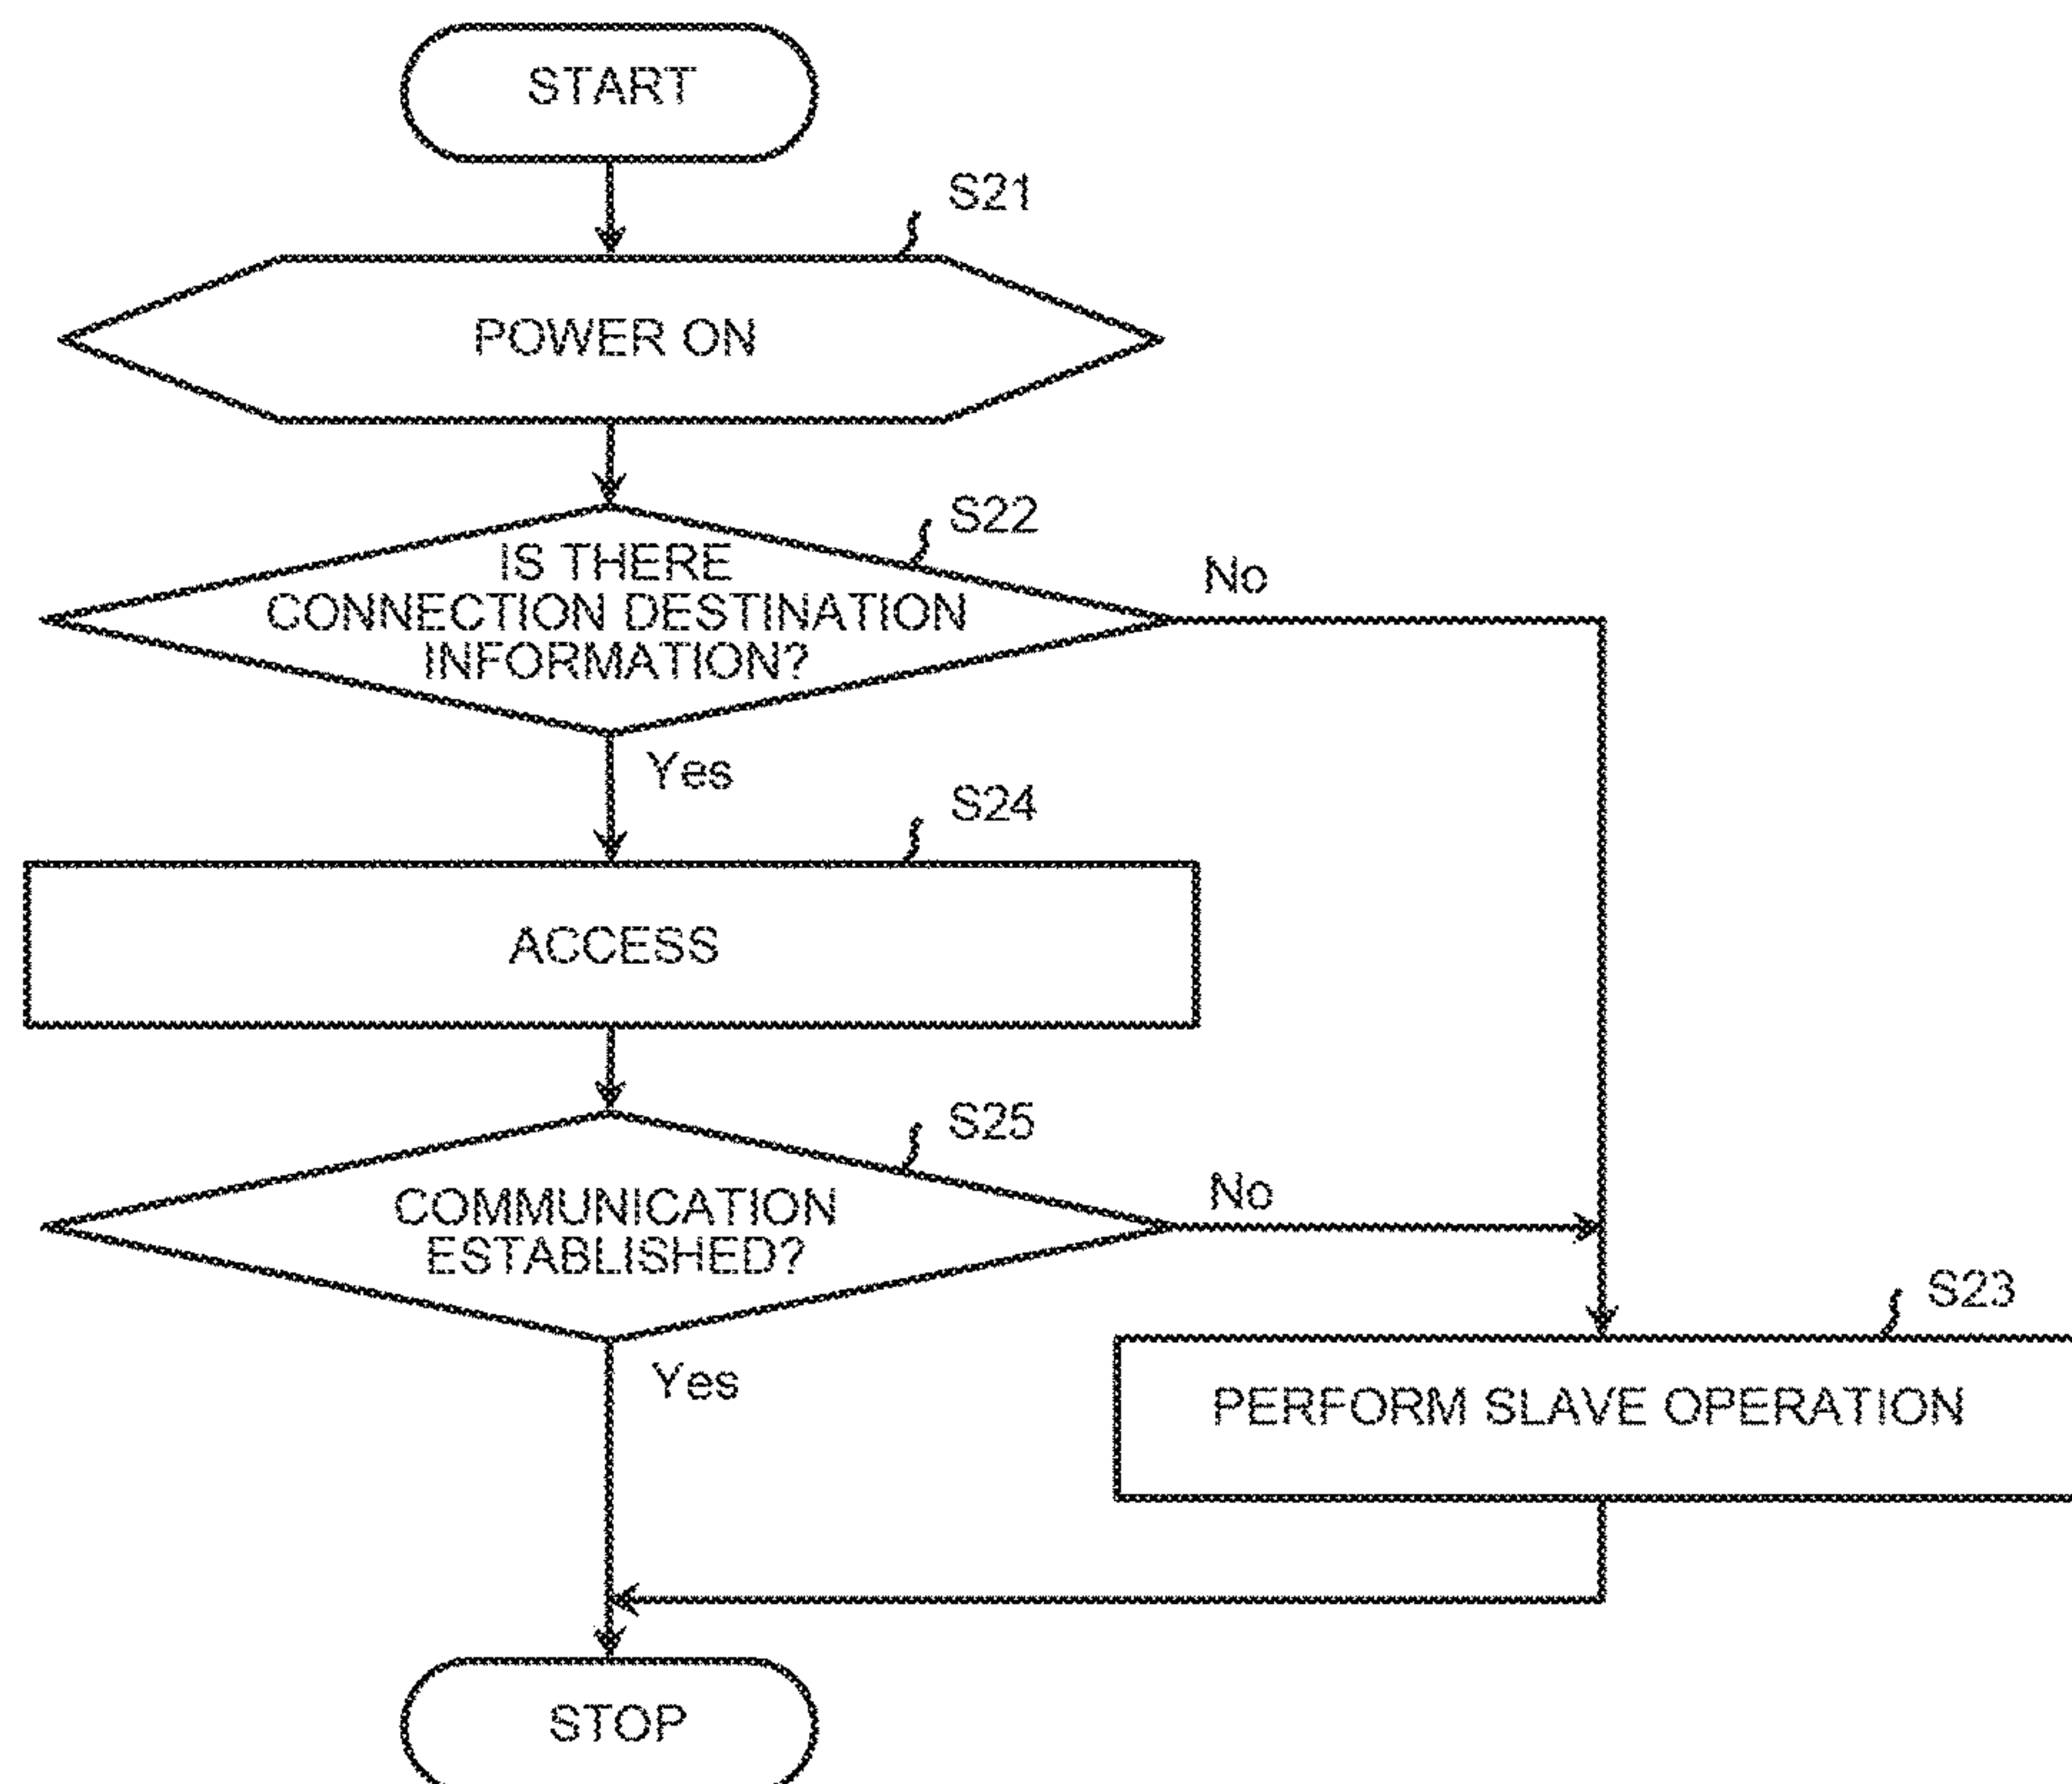 START
S21
POWER ON
S22
IS THERE
CONNECTION DESTINATION
INFORMATION?
No
Yes
S24
ACCESS
S25
COMMUNICATION
ESTABLISHED?
No
Yes
S23
PERFORM SLAVE OPERATION
STOP